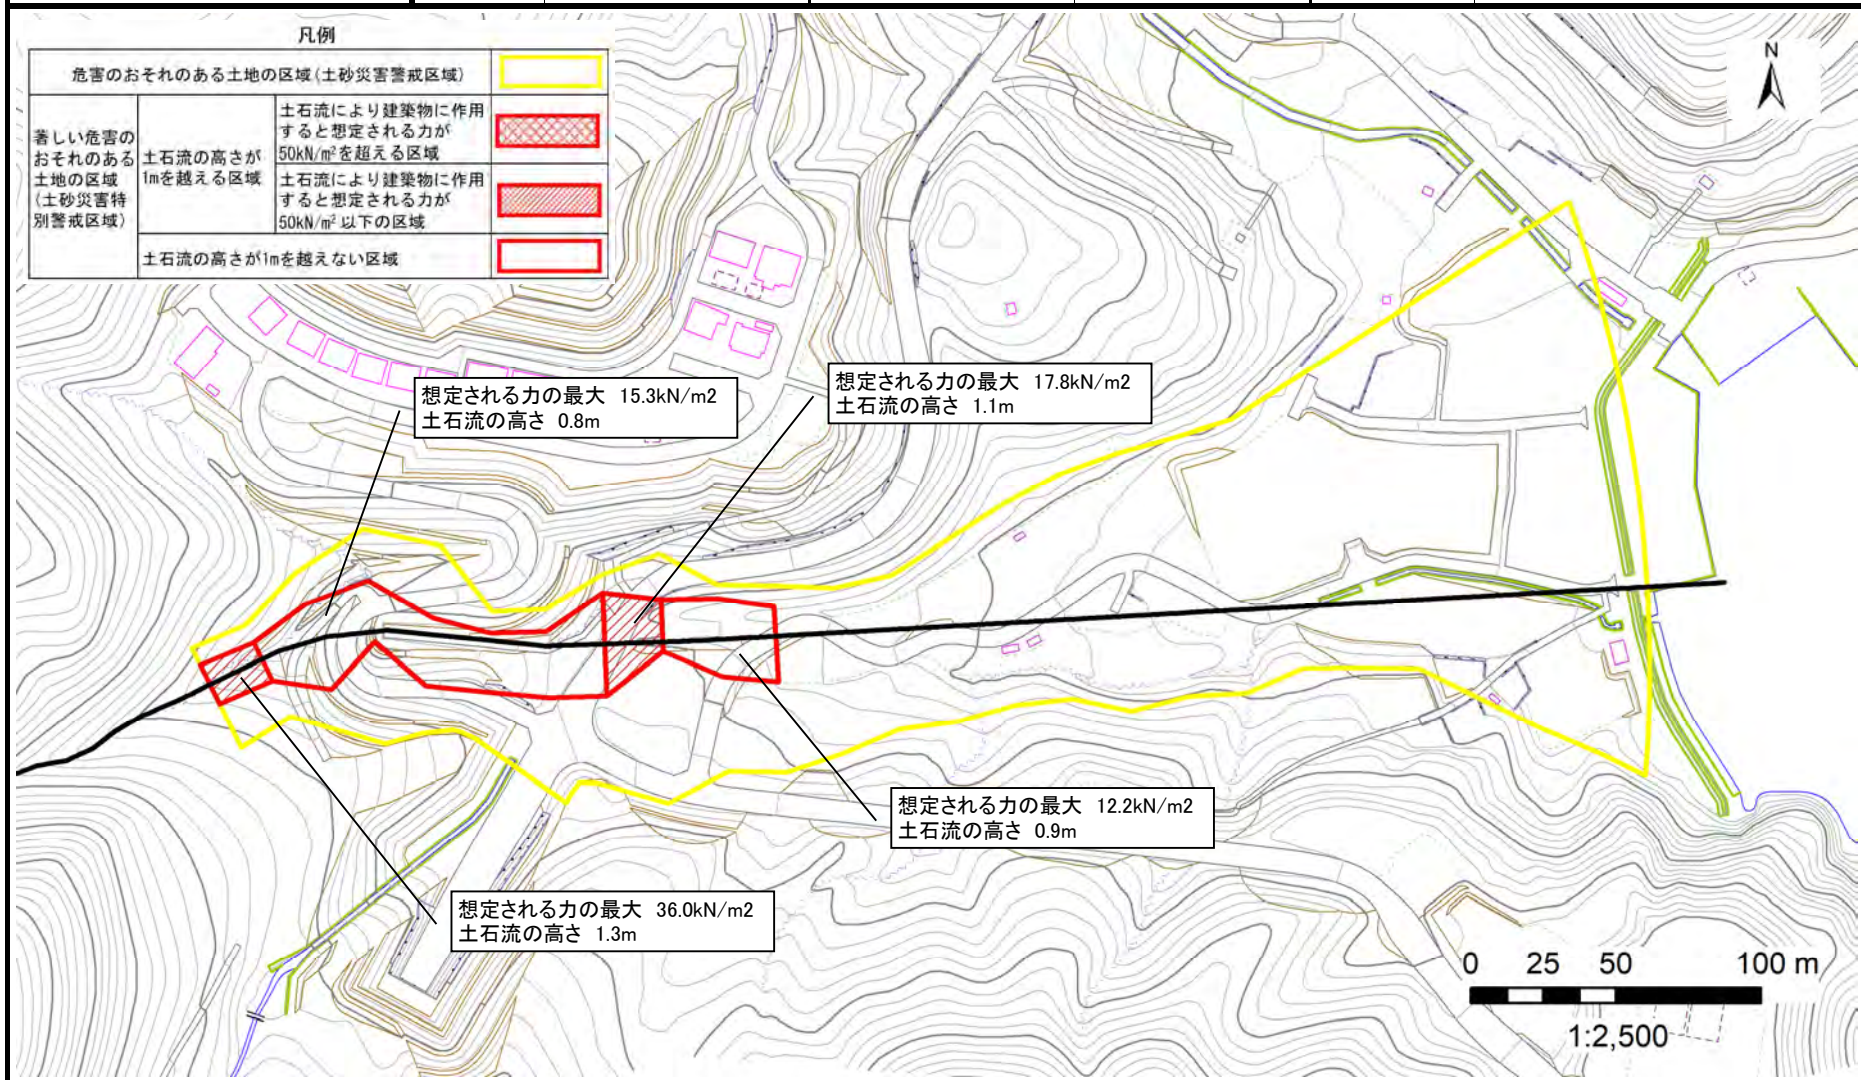 凡例
危害のおそれのある土地の区域(土砂災害警戒区域)
著しい危害の
おそれのある
土地の区域
(土砂災害特
別警戒区域)
土石流の高さが
1mを越える区域
土石流により建築物に作用
すると想定される力が
50kN/m²を超える区域
土石流により建築物に作用
すると想定される力が
50kN/m²以下の区域
土石流の高さが1mを越えない区域
N
想定される力の最大 15.3kN/m2
土石流の高さ 0.8m
想定される力の最大 17.8kN/m2
土石流の高さ 1.1m
想定される力の最大 12.2kN/m2
土石流の高さ 0.9m
想定される力の最大 36.0kN/m2
土石流の高さ 1.3m
0 25 50 100 m
1:2,500